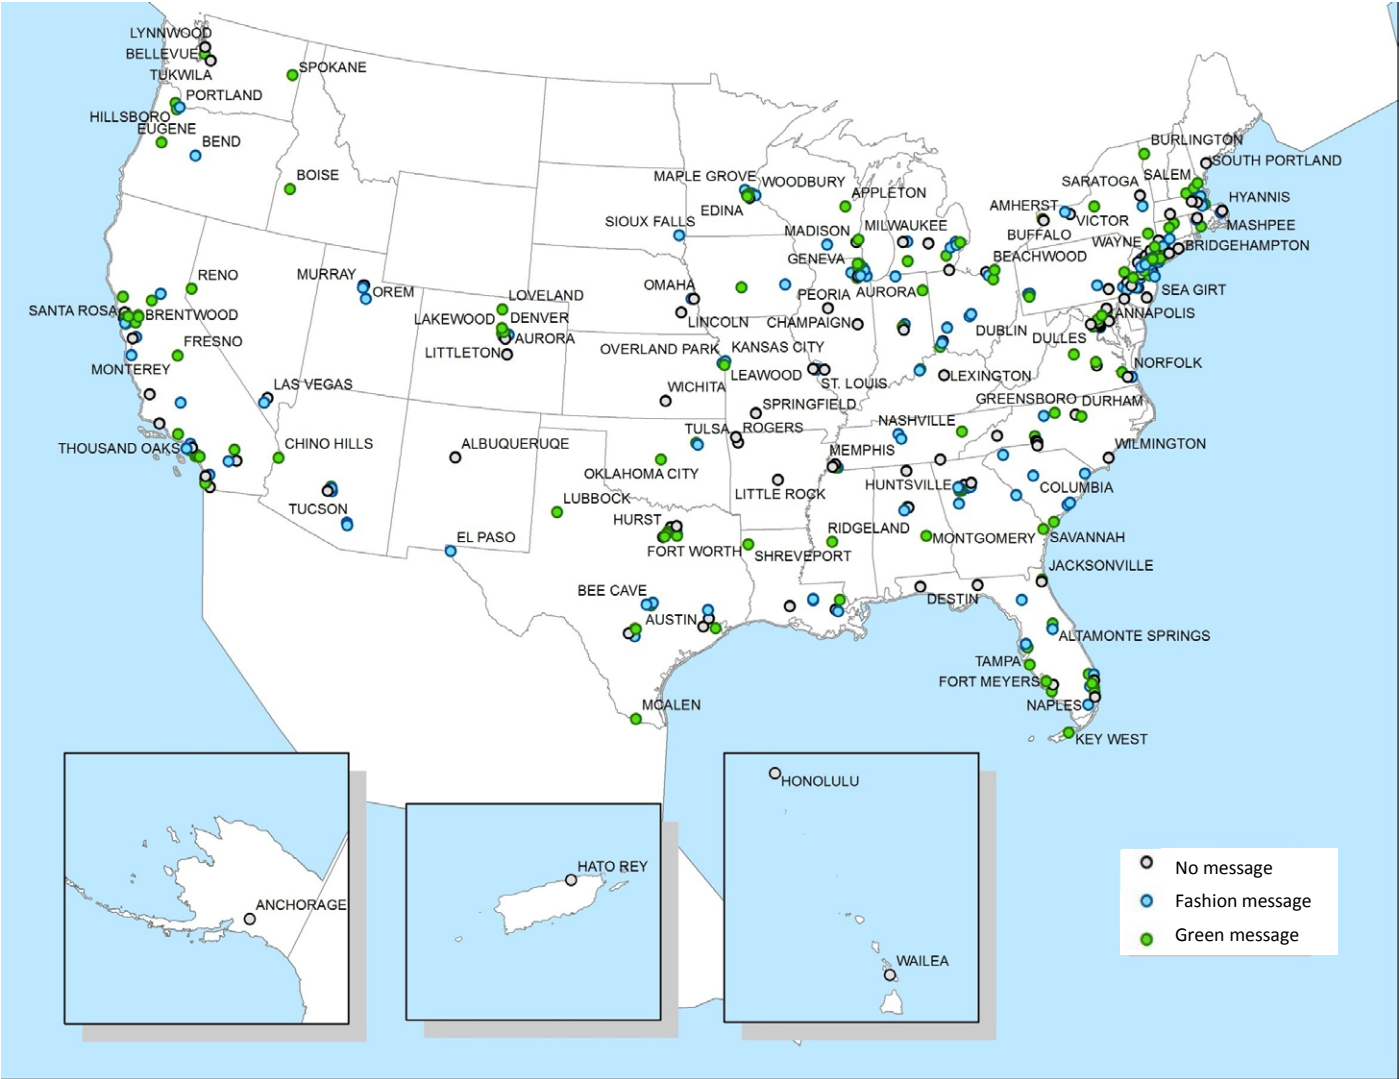 LYNNWOOD
BELLEVUE
TUKWILA
SPOKANE
PORTLAND
HILLSBORO
EUGENE
BEND
BOISE
BURLINGTON
SOUTH PORTLAND
SALEM
SARATOGA
HYANNIS
MAPLE GROVE
WOODBURY
APPLETON
EDINA
AMHERST
VICTOR
MASHPEE
SIOUX FALLS
MADISON
MILWAUKEE
BUFFALO
WAYNE
BRIDGEHAMPTON
GENEVA
BEACHWOOD
RENO
MURRAY
OREM
OMAHA
PEORIA
AURORA
SEA GIRT
LOVELAND
SANTA ROSA
BRENTWOOD
LAKEWOOD
DENVER
LINCOLN
CHAMPAIGN
ANNAPOLIS
DUBLIN
DULLES
FRESNO
AURORA
LITTLETON
OVERLAND PARK
KANSAS CITY
MONTEREY
LEAWOOD
ST. LOUIS
LEXINGTON
NORFOLK
LAS VEGAS
WICHITA
SPRINGFIELD
GREENSBORO
DURHAM
NASHVILLE
TULSA
ROGERS
THOUSAND OAKS
CHINO HILLS
ALBUQUERUQE
MEMPHIS
WILMINGTON
OKLAHOMA CITY
LITTLE ROCK
HUNTSVILLE
COLUMBIA
TUCSON
LUBBOCK
HURST
RIDGELAND
EL PASO
FORT WORTH
SHREVEPORT
MONTGOMERY
SAVANNAH
JACKSONVILLE
BEE CAVE
DESTIN
AUSTIN
ALTAMONTE SPRINGS
TAMPA
FORT MEYERS
NAPLES
MCALEN
KEY WEST
HONOLULU
HATO REY
ANCHORAGE
WAILEA
No message
Fashion message
Green message